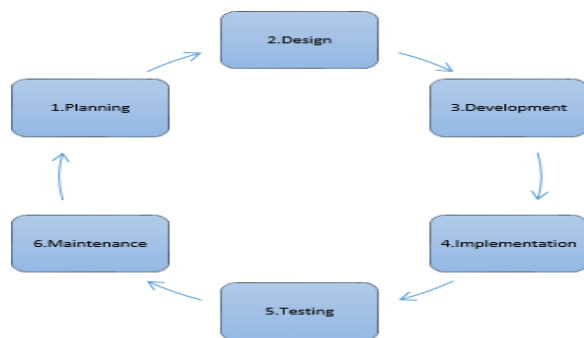 2.Design
1.Planning
3.Development
6.Maintenance
4.Implementation
5.Testing